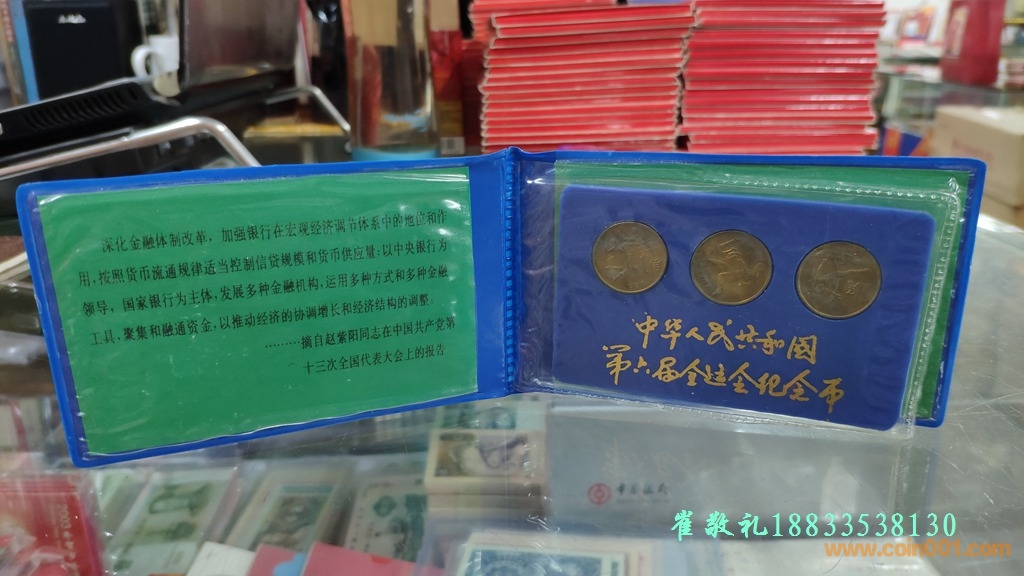 深化金融体制改革，加强银行在宏观经济调节体系中的地位和作
用，按照货币流通规律适当控制信贷规模和货币供应量；以中央银行为
领导，国家银行为主体，发展多种金融机构，运用多种方式和多种金融
工具，聚集和融通资金，以推动经济的协调增长和经济结构的调整。
………摘自赵紫阳同志在中国共产党第
十三次全国代表大会上的报告
中华人民共和国
第六届全运会纪念币
中国银行
崔敬礼18833538130
www.coin001.com